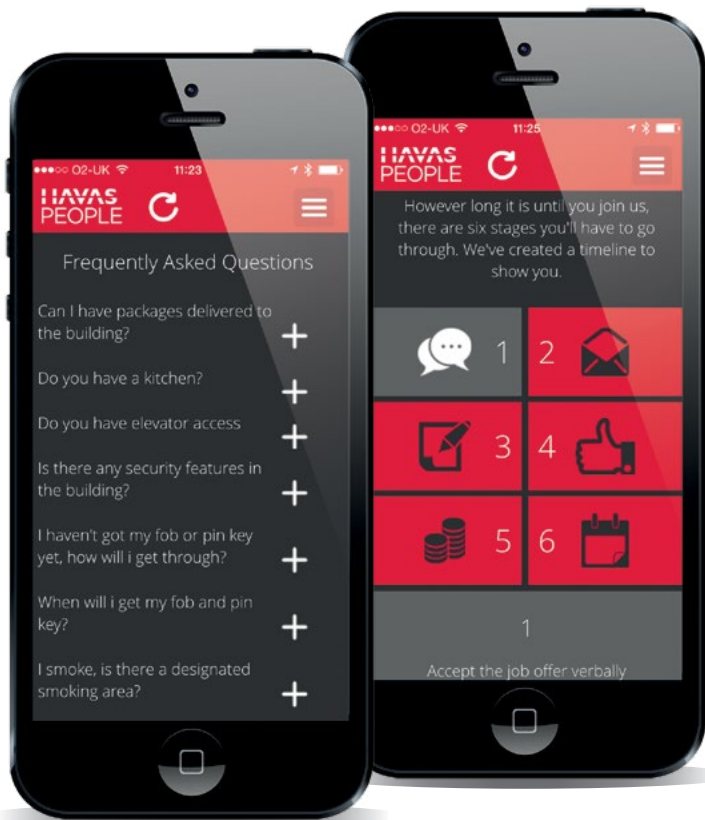 ●●●○○ O2-UK 11:23
HAVAS
PEOPLE
Frequently Asked Questions
Can I have packages delivered to
the building?
Do you have a kitchen?
Do you have elevator access
Is there any security features in
the building?
I haven't got my fob or pin key
yet, how will i get through?
When will i get my fob and pin
key?
I smoke, is there a designated
smoking area?
●●●○○ O2-UK 11:25
HAVAS
PEOPLE
However long it is until you join us,
there are six stages you'll have to go
through. We've created a timeline to
show you.
1 2
3 4
5 6
1
Accept the job offer verbally